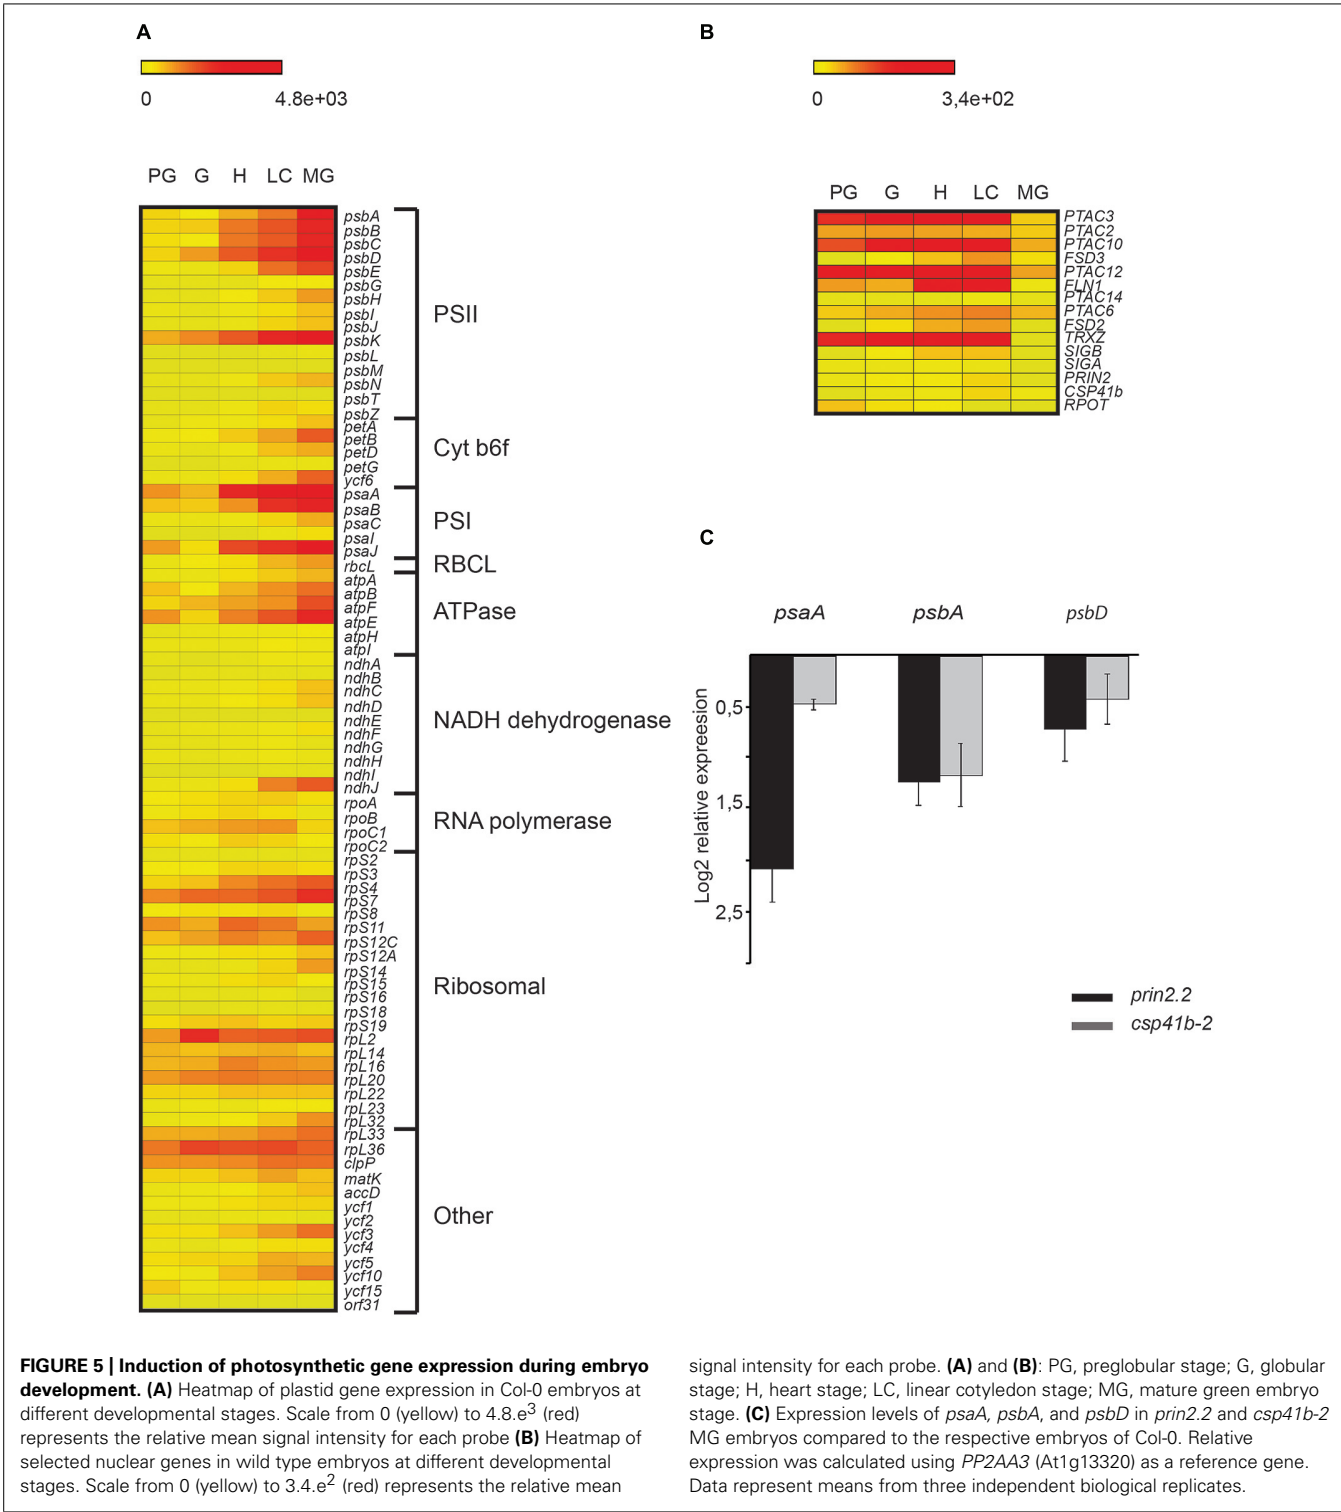 A
0 4.8e+03
PG G H LC MG
psbA
psbB
psbC
psbD
psbE
psbG
psbH
psbI
psbJ
psbK
psbL
psbM
psbN
psbT
psbZ
petA
petB
petD
petG
ycf6
psaA
psaB
psaC
psaI
psaJ
rbcL
atpA
atpB
atpF
atpE
atpH
atpI
ndhA
ndhB
ndhC
ndhD
ndhE
ndhF
ndhG
ndhH
ndhI
ndhJ
rpoA
rpoB
rpoC1
rpoC2
rpS2
rpS3
rpS4
rpS7
rpS8
rpS11
rpS12C
rpS12A
rpS14
rpS15
rpS16
rpS18
rpS19
rpL2
rpL14
rpL16
rpL20
rpL22
rpL23
rpL32
rpL33
rpL36
clpP
matK
accD
ycf1
ycf2
ycf3
ycf4
ycf5
ycf10
ycf15
orf31
PSII
Cyt b6f
PSI
RBCL
ATPase
NADH dehydrogenase
RNA polymerase
Ribosomal
Other
B
0 3,4e+02
PG G H LC MG
PTAC3
PTAC2
PTAC10
FSD3
PTAC12
FLN1
PTAC14
PTAC6
FSD2
TRXZ
SIGB
SIGA
PRIN2
CSP41b
RPOT
C
psaA psbA psbD
Log2 relative expreesion
0,5
1,5
2,5
prin2.2
csp41b-2
FIGURE 5 | Induction of photosynthetic gene expression during embryo
development. (A) Heatmap of plastid gene expression in Col-0 embryos at
different developmental stages. Scale from 0 (yellow) to 4.8.e³ (red)
represents the relative mean signal intensity for each probe (B) Heatmap of
selected nuclear genes in wild type embryos at different developmental
stages. Scale from 0 (yellow) to 3.4.e² (red) represents the relative mean
signal intensity for each probe. (A) and (B): PG, preglobular stage; G, globular
stage; H, heart stage; LC, linear cotyledon stage; MG, mature green embryo
stage. (C) Expression levels of psaA, psbA, and psbD in prin2.2 and csp41b-2
MG embryos compared to the respective embryos of Col-0. Relative
expression was calculated using PP2AA3 (At1g13320) as a reference gene.
Data represent means from three independent biological replicates.